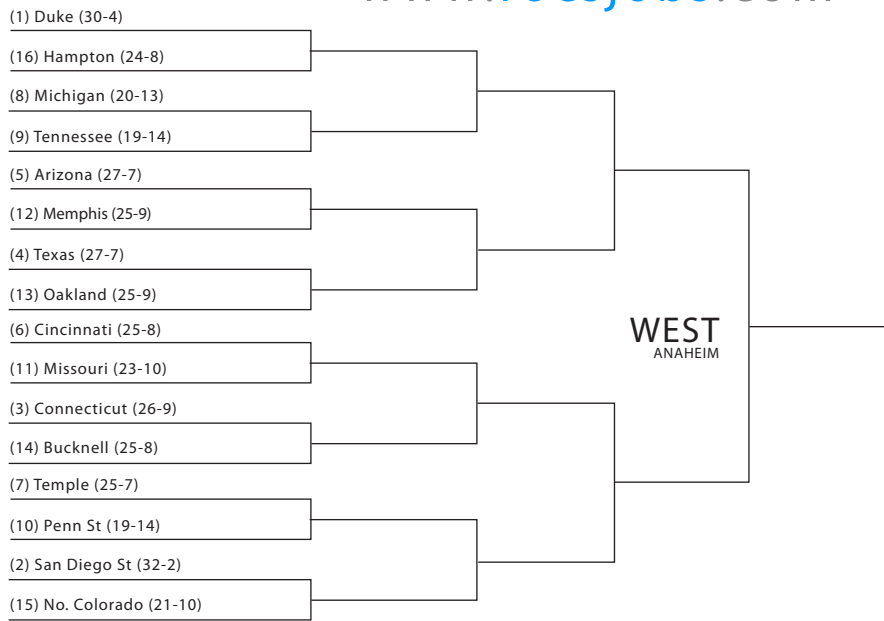 (1) Duke (30-4)
(16) Hampton (24-8)
(8) Michigan (20-13)
(9) Tennessee (19-14)
(5) Arizona (27-7)
(12) Memphis (25-9)
(4) Texas (27-7)
(13) Oakland (25-9)
(6) Cincinnati (25-8)
(11) Missouri (23-10)
(3) Connecticut (26-9)
(14) Bucknell (25-8)
(7) Temple (25-7)
(10) Penn St (19-14)
(2) San Diego St (32-2)
(15) No. Colorado (21-10)
WEST
ANAHEIM